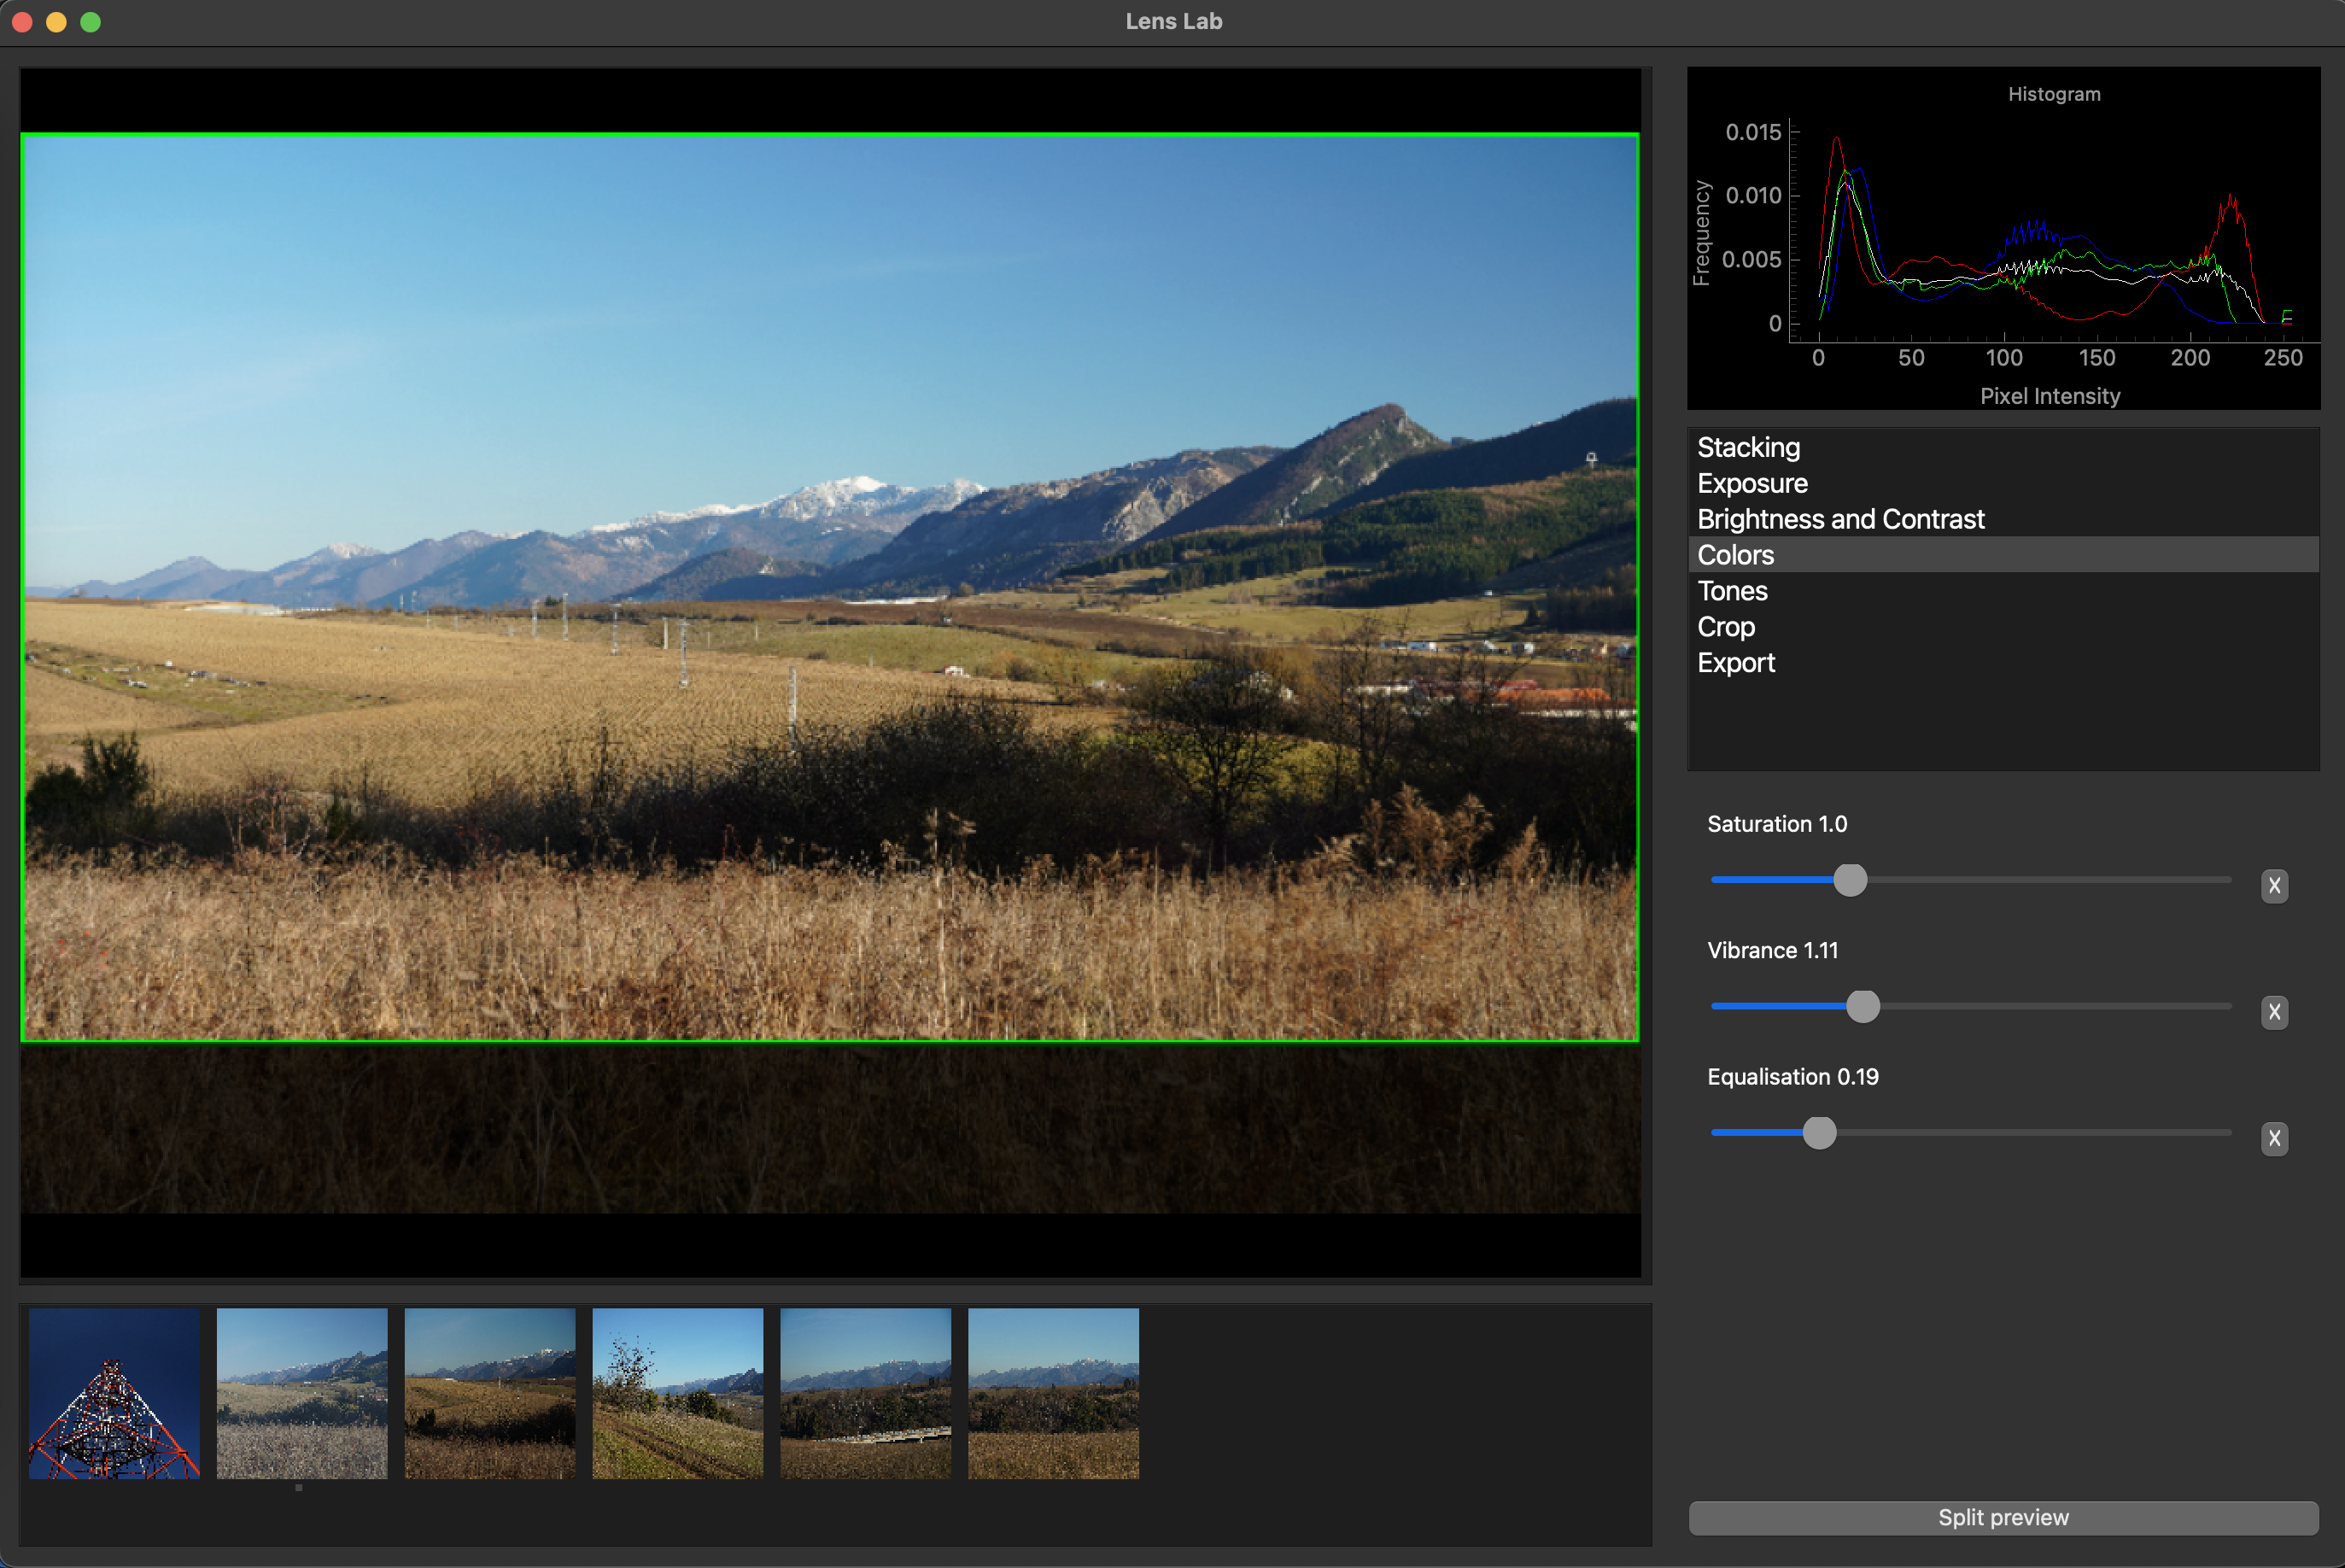 Lens Lab
Histogram
0.015
0.010
0.005
0
Frequency
0 50 100 150 200 250
Pixel Intensity
Stacking
Exposure
Brightness and Contrast
Colors
Tones
Crop
Export
Saturation 1.0
X
Vibrance 1.11
X
Equalisation 0.19
X
Split preview